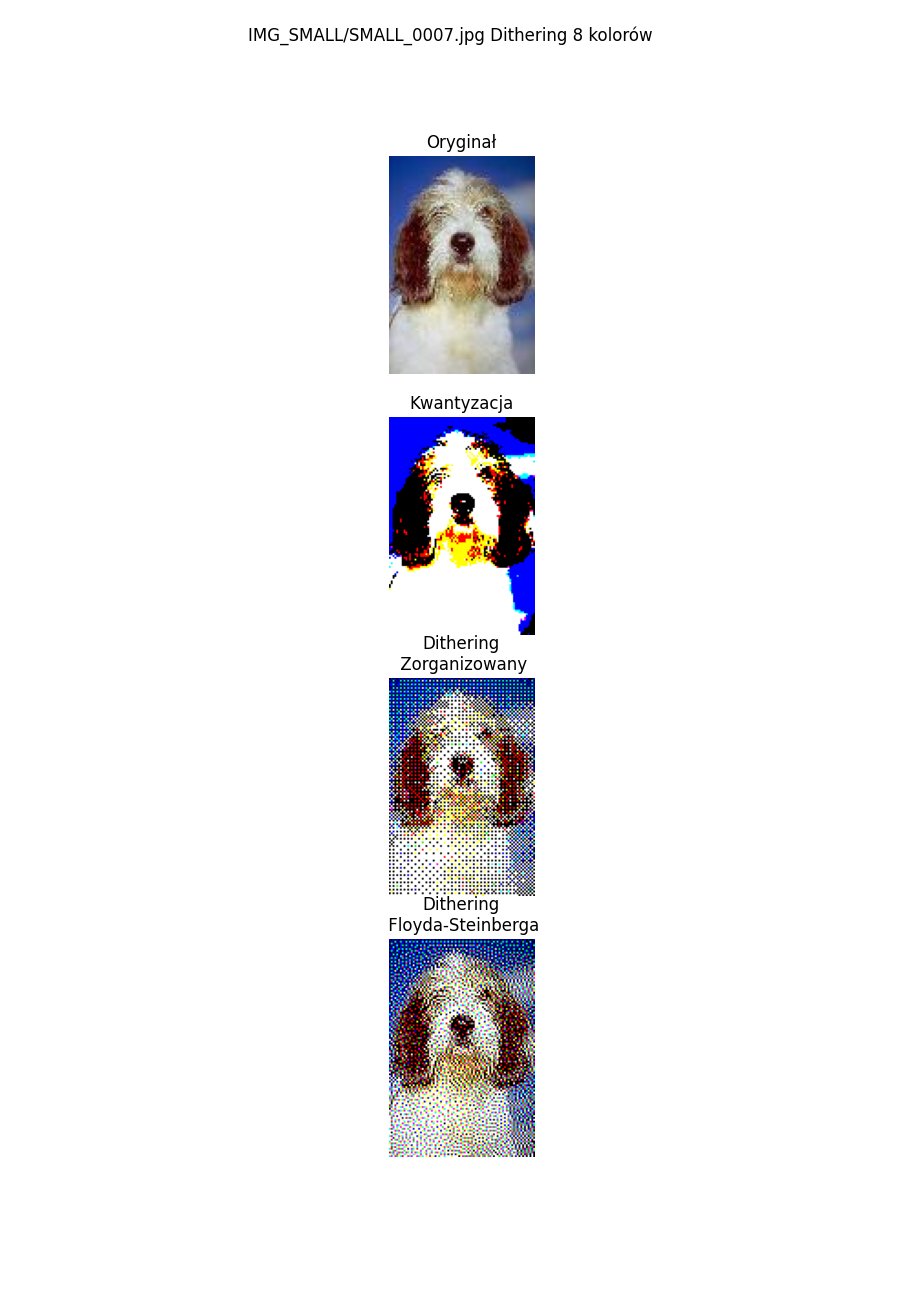 IMG_SMALL/SMALL_0007.jpg Dithering 8 kolorów
Oryginał
Kwantyzacja
Dithering
Zorganizowany
Dithering
Floyda-Steinberga